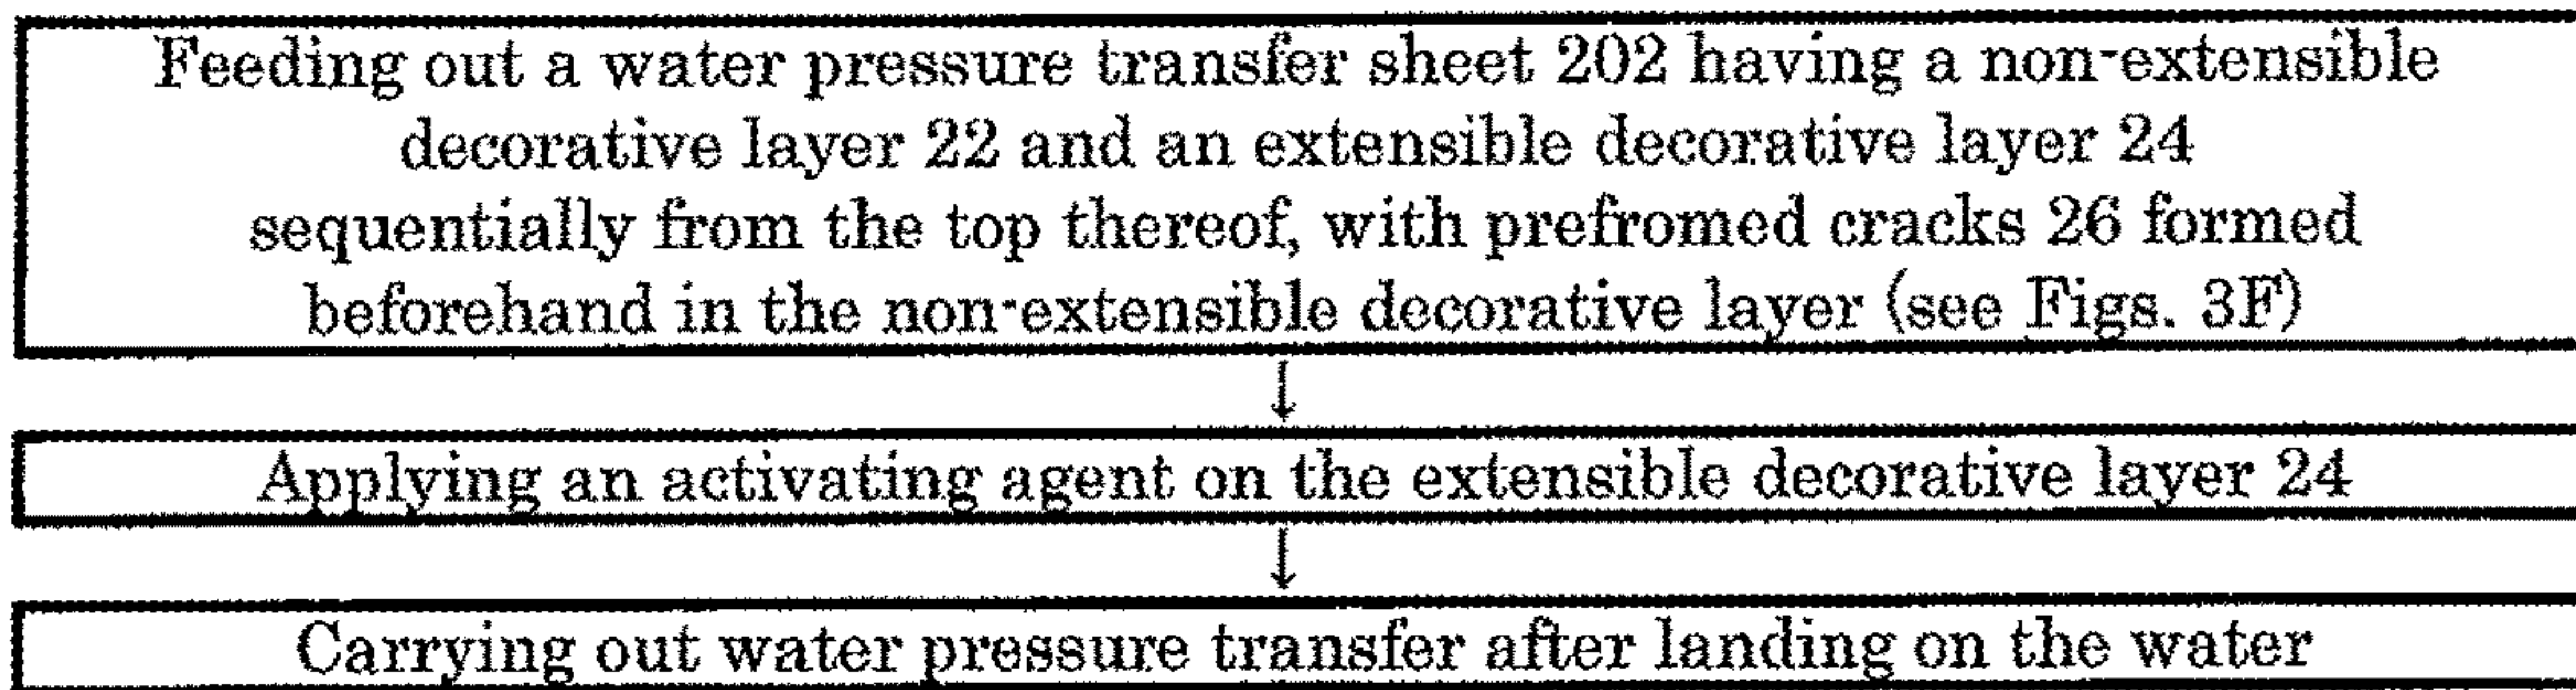 Feeding out a water pressure transfer sheet 202 having a non-extensible
decorative layer 22 and an extensible decorative layer 24
sequentially from the top thereof, with prefromed cracks 26 formed
beforehand in the non-extensible decorative layer (see Figs. 3F)
↓
Applying an activating agent on the extensible decorative layer 24
↓
Carrying out water pressure transfer after landing on the water